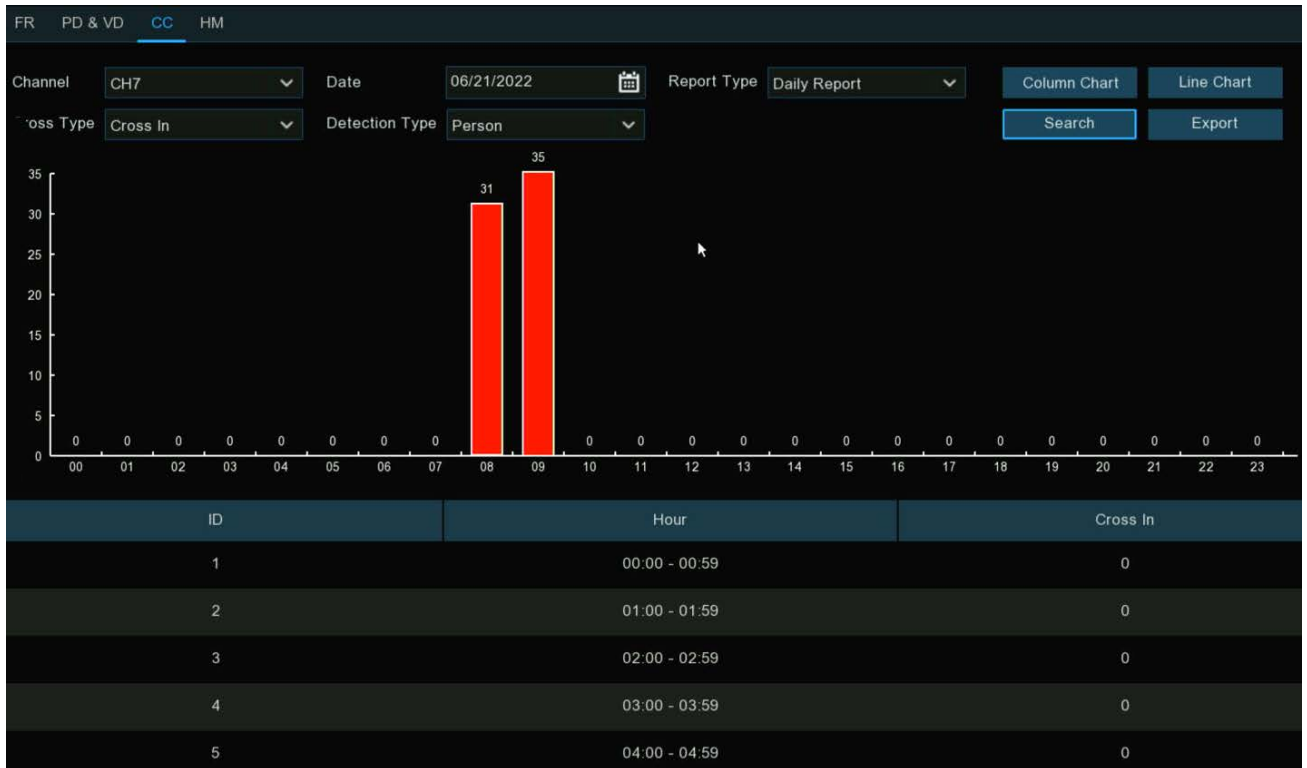 FR PD & VD CC HM
Channel CH7 Date 06/21/2022 Report Type Daily Report Column Chart Line Chart
Type Cross In Detection Type Person Search Export
35
35
31
30
25
20
15
10
5
0 0 0 0 0 0 0 0 0 0 0 0 0 0 0 0 0 0 0 0 0 0
0
00 01 02 03 04 05 06 07 08 09 10 11 12 13 14 15 16 17 18 19 20 21 22 23
ID Hour Cross In
1 00:00 - 00:59 0
2 01:00 - 01:59 0
3 02:00 - 02:59 0
4 03:00 - 03:59 0
5 04:00 - 04:59 0